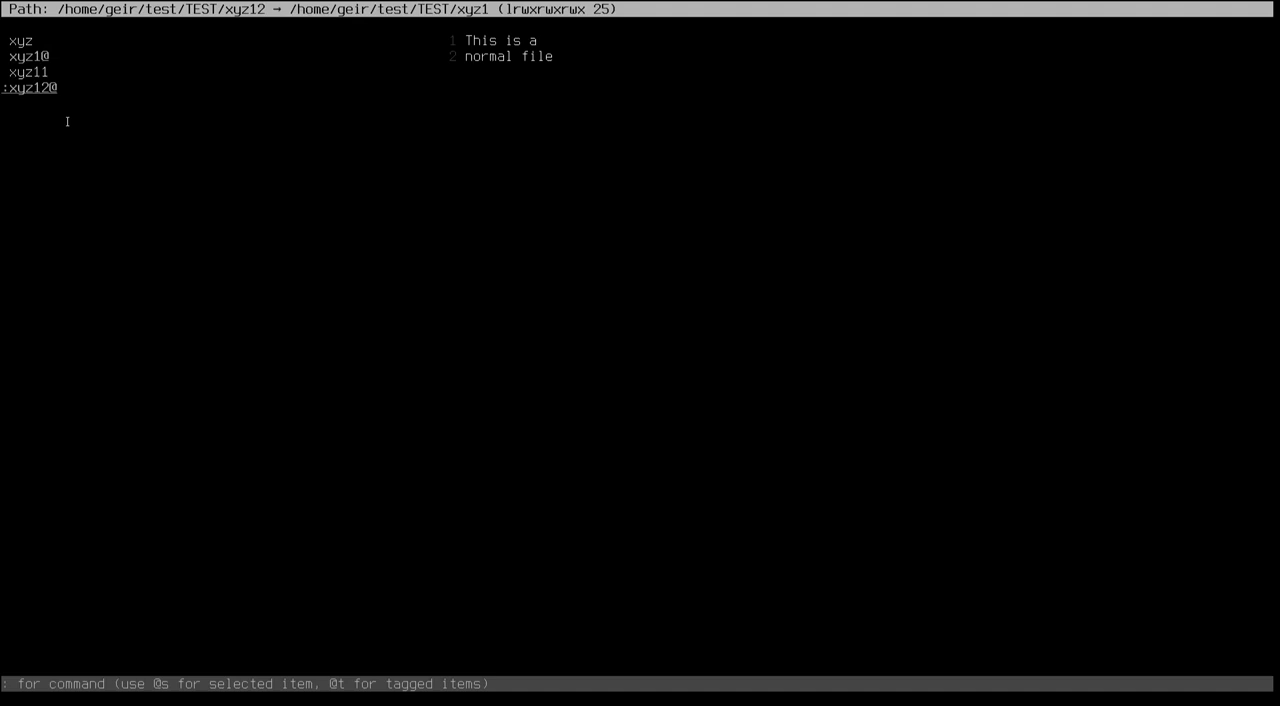 Path: /home/geir/test/TEST/xyz12 → /home/geir/test/TEST/xyz1 (lrwxrwxrwx 25)
xyz
xyz1@
xyz11
:xyz12@
1 This is a
2 normal file
: for command (use @s for selected item, @t for tagged items)